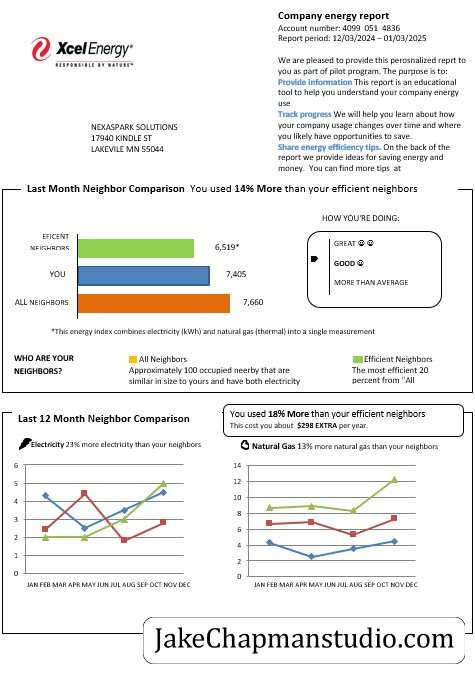 XcelEnergy®
RESPONSIBLE BY NATURE™
Company energy report
Account number: 4099 051 4836
Report period: 12/03/2024 – 01/03/2025
We are pleased to provide this perosnalized reprt to
you as part of pilot program. The purpose is to:
Provide information This report is an educational
tool to help you understand your company energy
use
Track progress We will help you learn about how
your company usage changes over time and where
you likely have opportunities to save.
Share energy efficiency tips. On the back of the
report we provide ideas for saving energy and
money. You can find more tips at
NEXASPARK SOLUTIONS
17940 KINDLE ST
LAKEVILE MN 55044
Last Month Neighbor Comparison You used 14% More than your efficient neighbors
EFICENT
NEIGHBORS
6,519*
YOU
7,405
ALL NEIGHBORS
7,660
HOW YOU'RE DOING:
GREAT ☺ ☺
GOOD ☺
MORE THAN AVERAGE
*This energy index combines electricity (kWh) and natural gas (thermal) into a single measurement
WHO ARE YOUR
NEIGHBORS?
All Neighbors
Approximately 100 occupied neerby that are
similar in size to yours and have both electricity
Efficient Neighbors
The most efficient 20
percent from "All
Last 12 Month Neighbor Comparison
You used 18% More than your efficient neighbors
This cost you about $298 EXTRA per year.
Electricity 23% more electricity than your neighbors
6
5
4
3
2
1
0
JAN FEB MAR APR MAY JUN JUL AUG SEP OCT NOV DEC
Natural Gas 13% more natural gas than your neighbors
14
12
10
8
6
4
2
0
JAN FEB MAR APR MAY JUN JUL AUG SEP OCT NOV DEC
JakeChapmanstudio.com